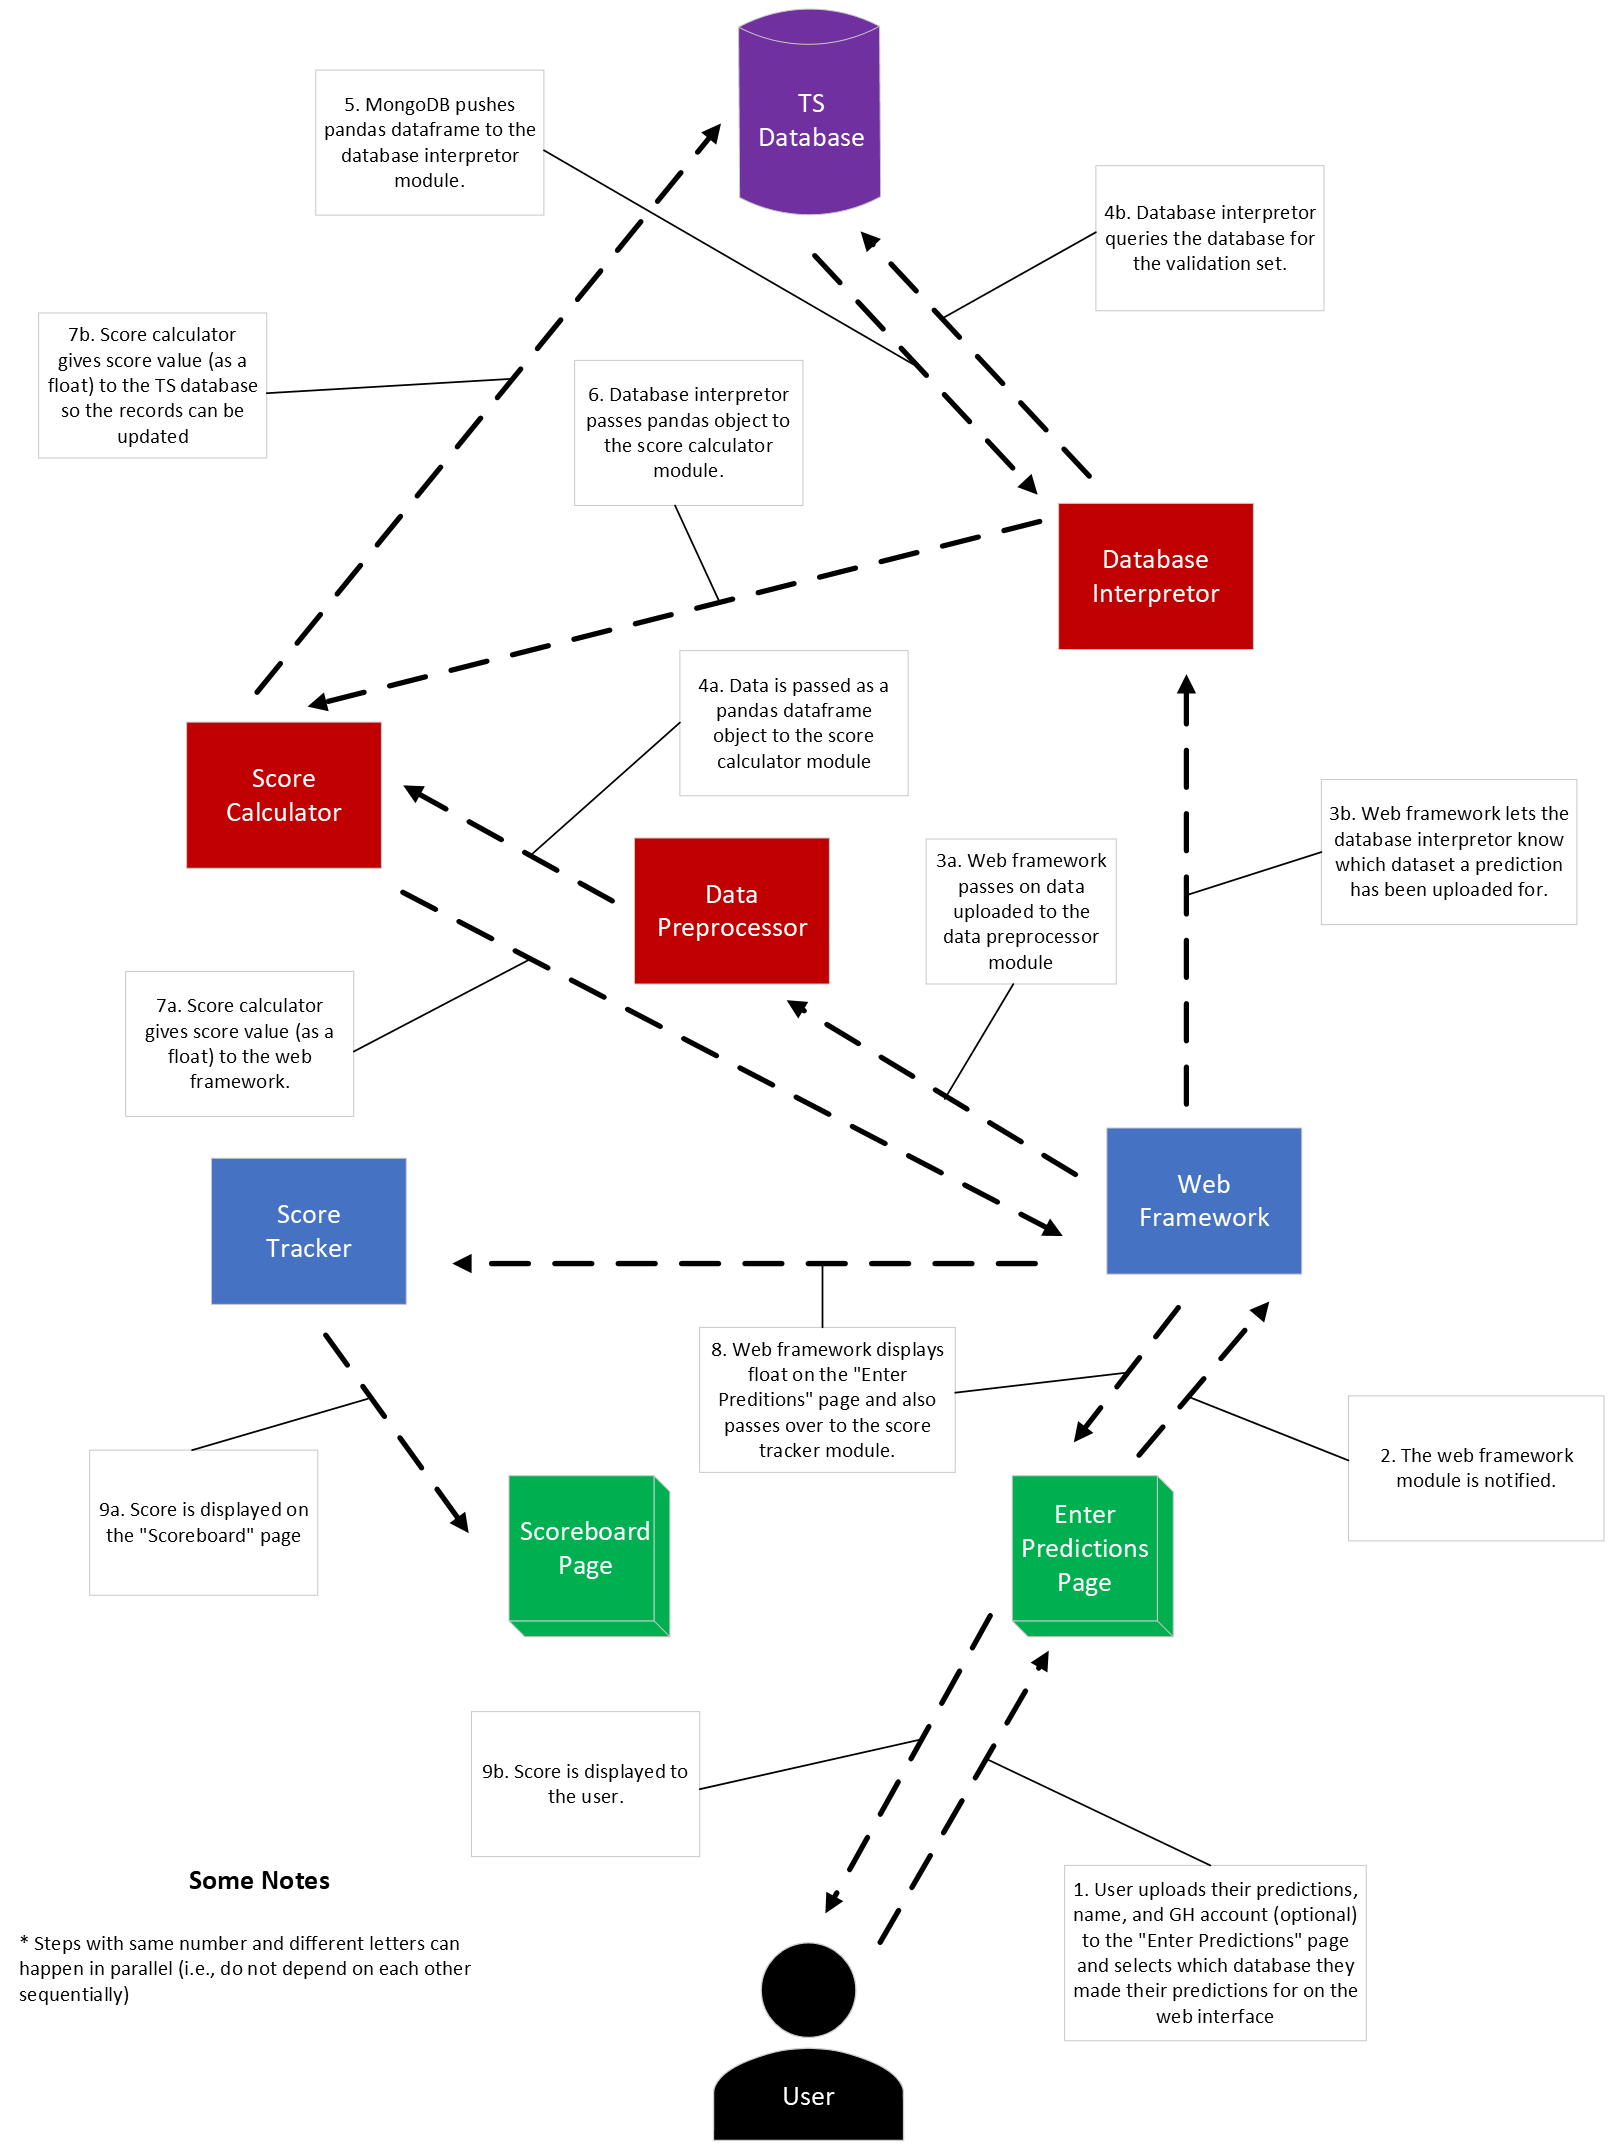 TS
Database
5. MongoDB pushes
pandas dataframe to the
database interpretor
module.
4b. Database interpretor
queries the database for
the validation set.
7b. Score calculator
gives score value (as a
float) to the TS database
so the records can be
updated
6. Database interpretor
passes pandas object to
the score calculator
module.
Database
Interpretor
4a. Data is passed as a
pandas dataframe
object to the score
calculator module
Score
Calculator
3b. Web framework lets the
database interpretor know
which dataset a prediction
has been uploaded for.
Data
Preprocessor
3a. Web framework
passes on data
uploaded to the
data preprocessor
module
7a. Score calculator
gives score value (as a
float) to the web
framework.
Web
Framework
Score
Tracker
8. Web framework displays
float on the "Enter
Preditions" page and also
passes over to the score
tracker module.
2. The web framework
module is notified.
9a. Score is displayed on
the "Scoreboard" page
Scoreboard
Page
Enter
Predictions
Page
9b. Score is displayed to
the user.
1. User uploads their predictions,
name, and GH account (optional)
to the "Enter Predictions" page
and selects which database they
made their predictions for on the
web interface
Some Notes
* Steps with same number and different letters can
happen in parallel (i.e., do not depend on each other
sequentially)
User